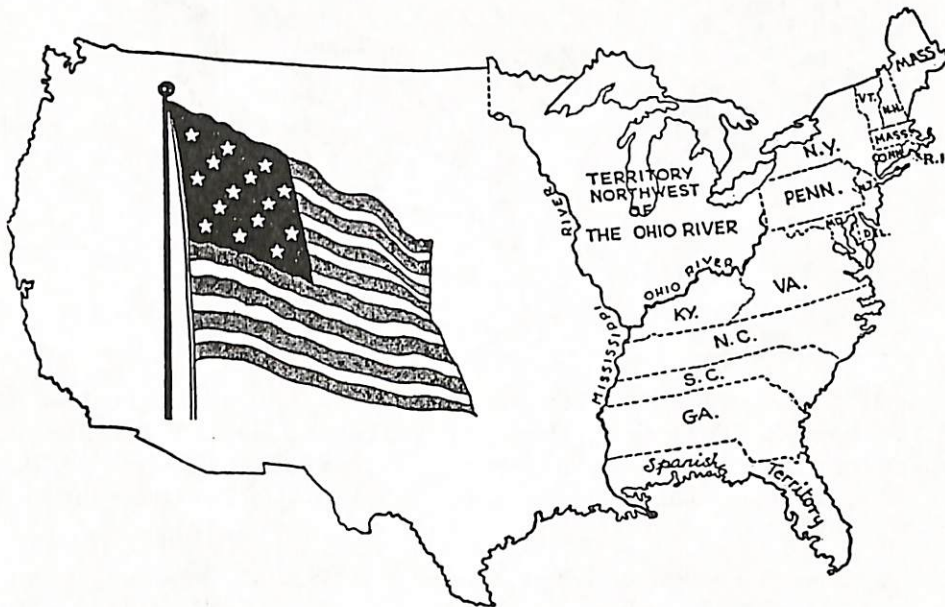 MASS.
VT.
N.H.
N.Y.
MASS.
CONN.
R.I.
TERRITORY
NORTHWEST
OF
THE OHIO RIVER
PENN.
N.J.
MD.
DEL.
MISSISSIPPI RIVER
OHIO RIVER
VA.
KY.
N.C.
S.C.
GA.
Spanish Territory